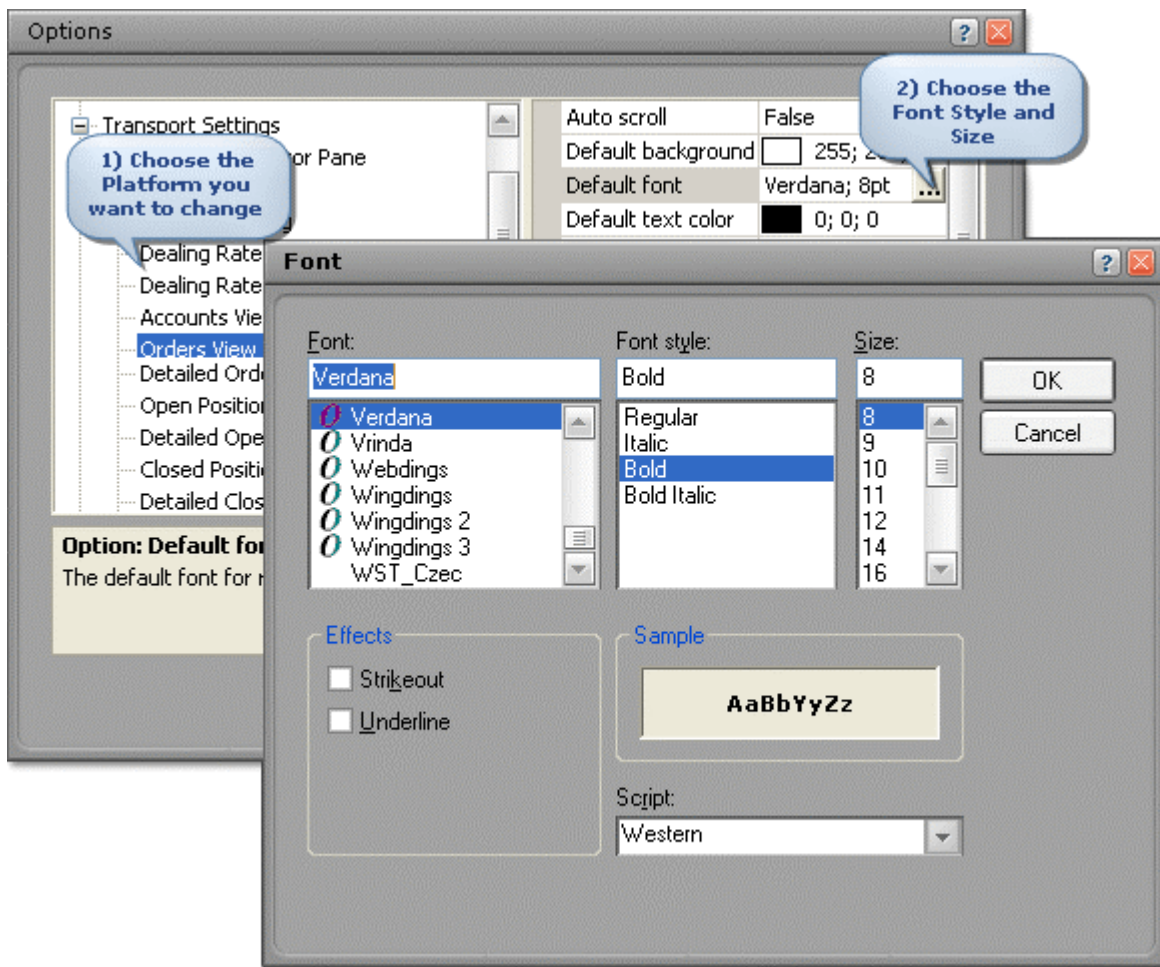 Options
Transport Settings
or Pane
1) Choose the
Platform you
want to change
Dealing Rate
Dealing Rate
Accounts Vie
Orders View
Detailed Orde
Open Position
Detailed Ope
Closed Positi
Detailed Clos
Auto scroll False
Default background 255; 2
Default font Verdana; 8pt ...
Default text color 0; 0; 0
2) Choose the
Font Style and
Size
Option: Default fon
The default font for r
Font
Font:
Verdana
Verdana
Vrinda
Webdings
Wingdings
Wingdings 2
Wingdings 3
WST_Czec
Font style:
Bold
Regular
Italic
Bold
Bold Italic
Size:
8
8
9
10
11
12
14
16
OK
Cancel
Effects
Strikeout
Underline
Sample
AaBbYyZz
Script:
Western